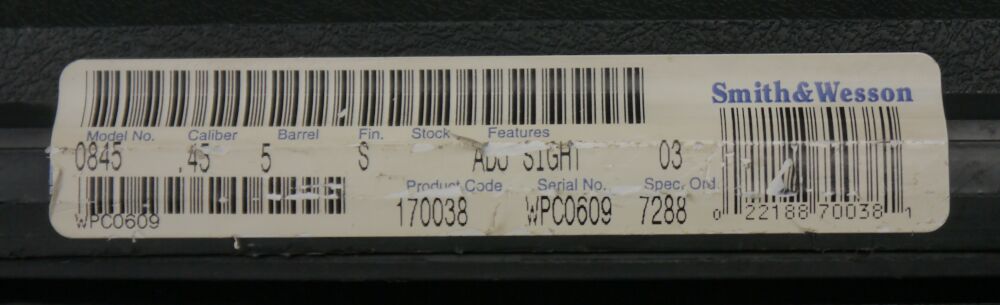 Smith&Wesson
Model No. Caliber Barrel Fin. Stock Features
0845 .45 5 S ADJ SIGHT 03
Product Code Serial No. Spec. Ord
WPC0609 170038 WPC0609 7288
0 22188 70038 1